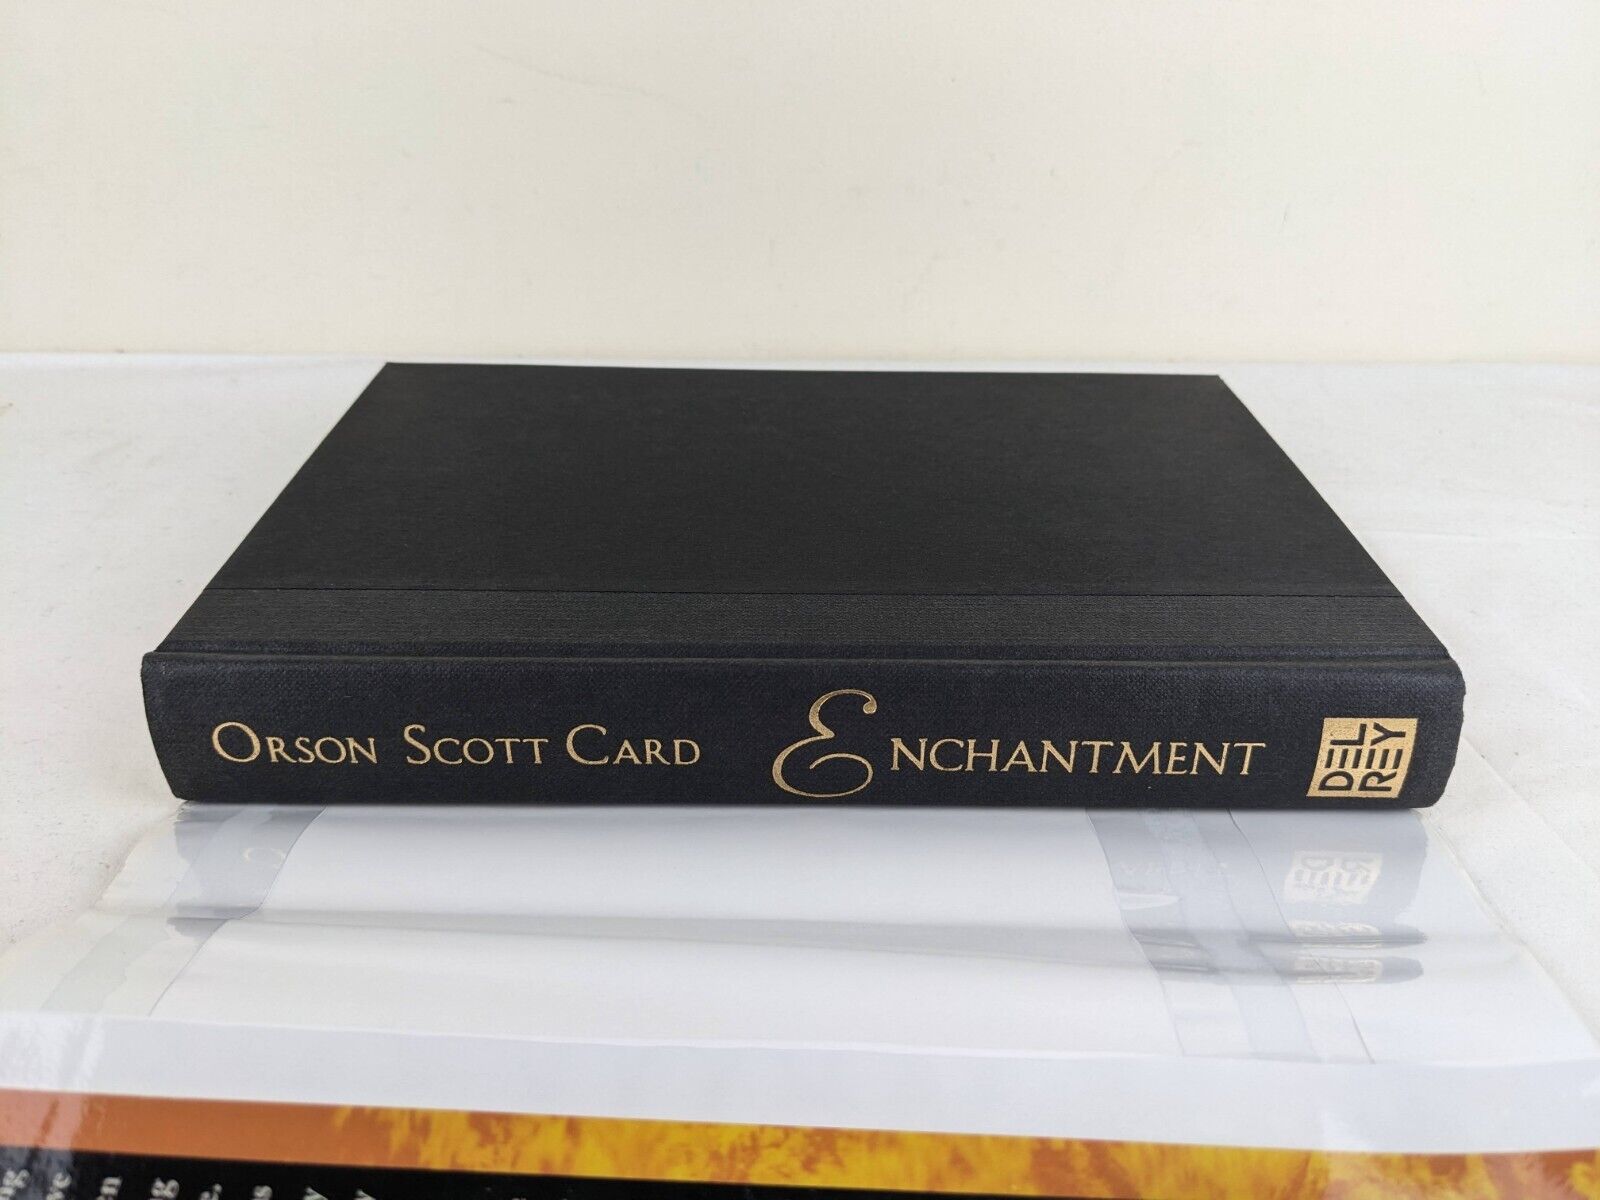 ORSON SCOTT CARD ENCHANTMENT
DEL
REY